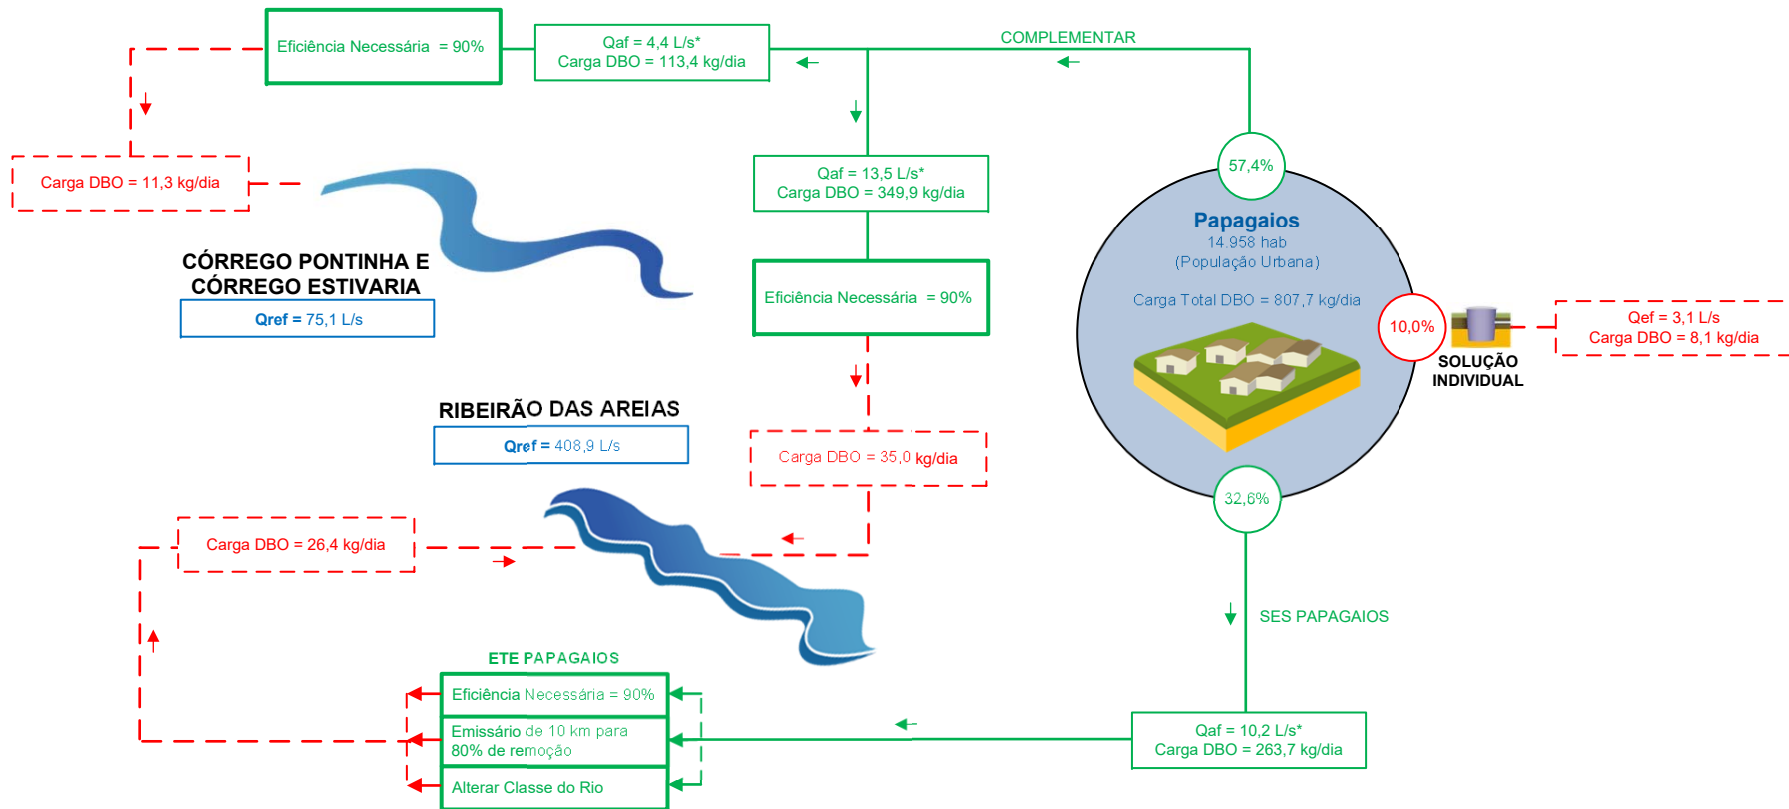 Eficiência Necessária = 90%
Qaf = 4,4 L/s*
Carga DBO = 113,4 kg/dia
COMPLEMENTAR
57,4%
Carga DBO = 11,3 kg/dia
Qaf = 13,5 L/s*
Carga DBO = 349,9 kg/dia
Papagaios
14.958 hab
(População Urbana)
Carga Total DBO = 807,7 kg/dia
CÓRREGO PONTINHA E
CÓRREGO ESTIVARIA
Qref = 75,1 L/s
Eficiência Necessária = 90%
10,0%
SOLUÇÃO
INDIVIDUAL
Qef = 3,1 L/s
Carga DBO = 8,1 kg/dia
RIBEIRÃO DAS AREIAS
Qref = 408,9 L/s
Carga DBO = 35,0 kg/dia
32,6%
Carga DBO = 26,4 kg/dia
SES PAPAGAIOS
ETE PAPAGAIOS
Eficiência Necessária = 90%
Emissário de 10 km para
80% de remoção
Alterar Classe do Rio
Qaf = 10,2 L/s*
Carga DBO = 263,7 kg/dia